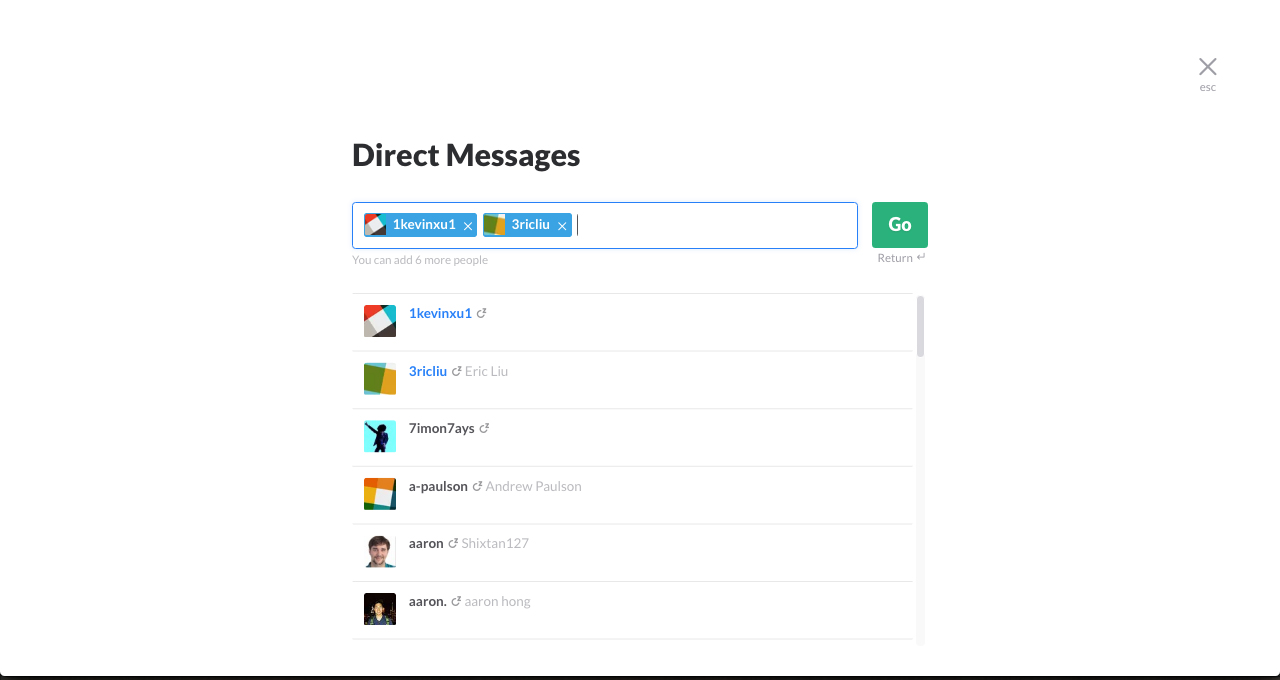 esc
Direct Messages
1kevinxu1 3ricliu Go
You can add 6 more people Return ↵
1kevinxu1
3ricliu Eric Liu
7imon7ays
a-paulson Andrew Paulson
aaron Shixtan127
aaron. aaron hong